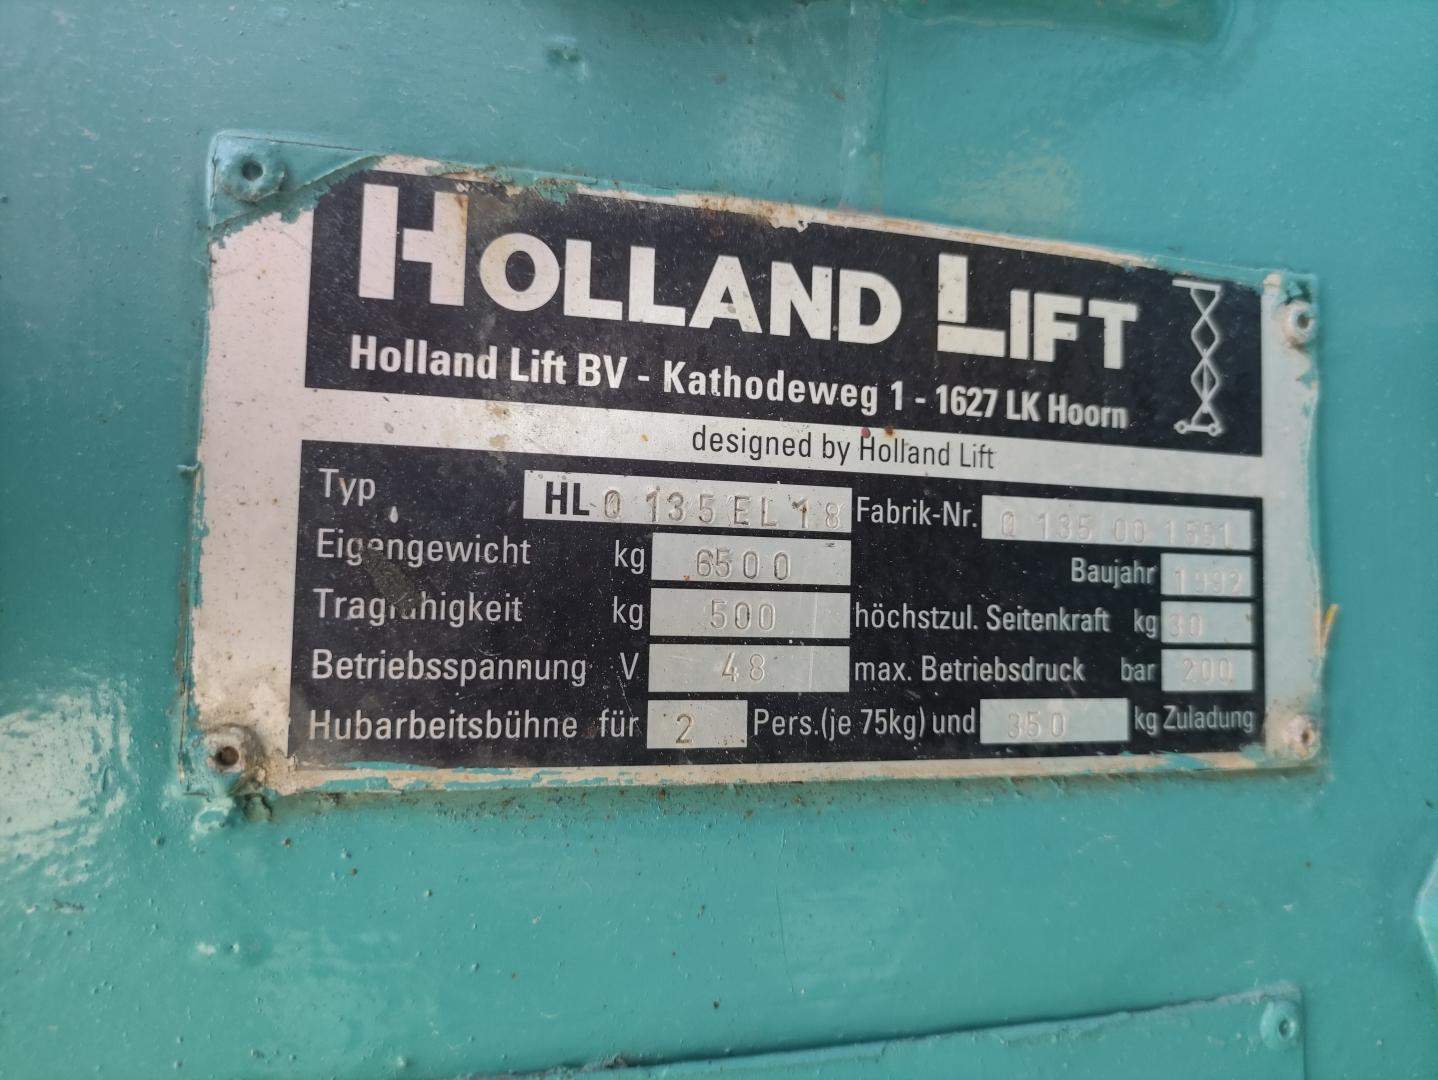 HOLLAND LIFT
Holland Lift BV - Kathodeweg 1 - 1627 LK Hoorn
designed by Holland Lift
Typ HL Q 135 EL 18 Fabrik-Nr. Q 135 00 1591
Eigengewicht kg 6500 Baujahr 1992
Tragfähigkeit kg 500 höchstzul. Seitenkraft kg 30
Betriebsspannung V 48 max. Betriebsdruck bar 200
Hubarbeitsbühne für 2 Pers.(je 75kg) und 350 kg Zuladung